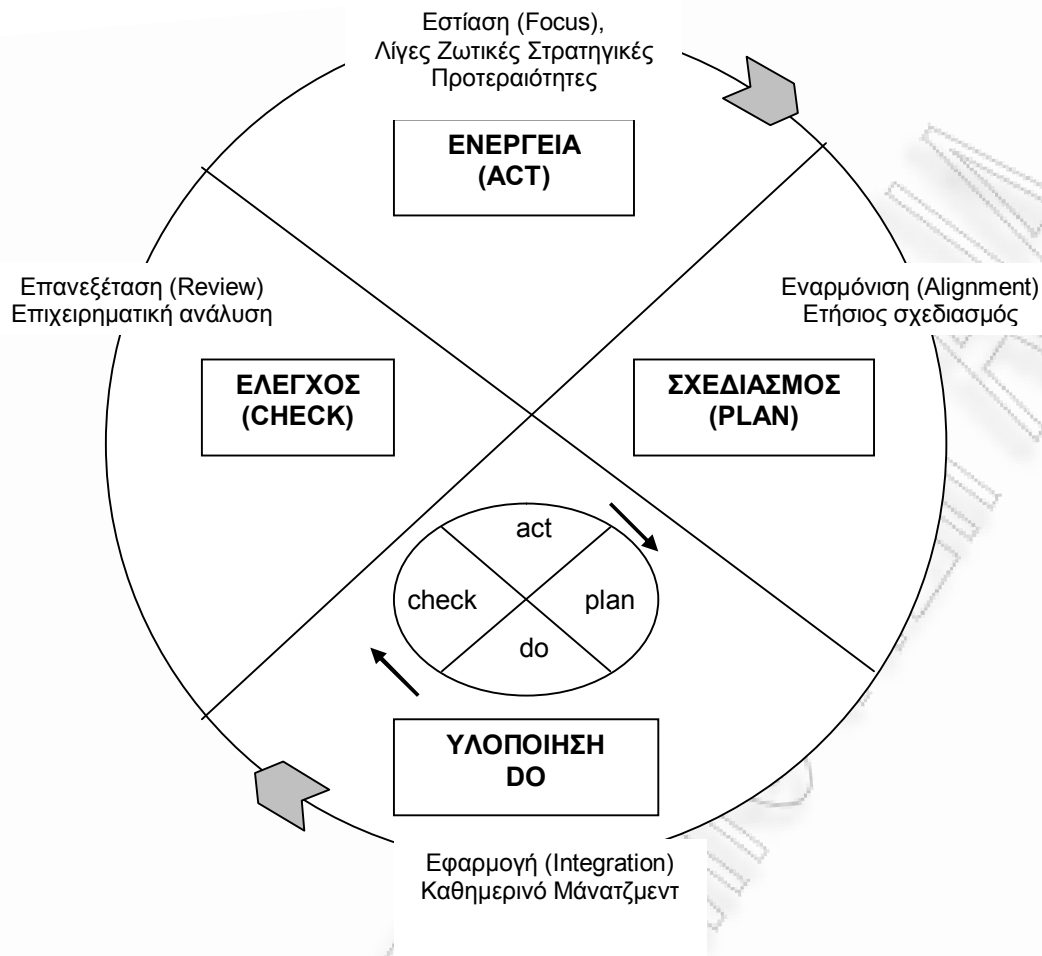 Εστίαση (Focus),
Λίγες Ζωτικές Στρατηγικές
Προτεραιότητες
ΕΝΕΡΓΕΙΑ
(ACT)
Επανεξέταση (Review)
Επιχειρηματική ανάλυση
Εναρμόνιση (Alignment)
Ετήσιος σχεδιασμός
ΕΛΕΓΧΟΣ
(CHECK)
ΣΧΕΔΙΑΣΜΟΣ
(PLAN)
act
check
plan
do
ΥΛΟΠΟΙΗΣΗ
DO
Εφαρμογή (Integration)
Καθημερινό Μάνατζμεντ